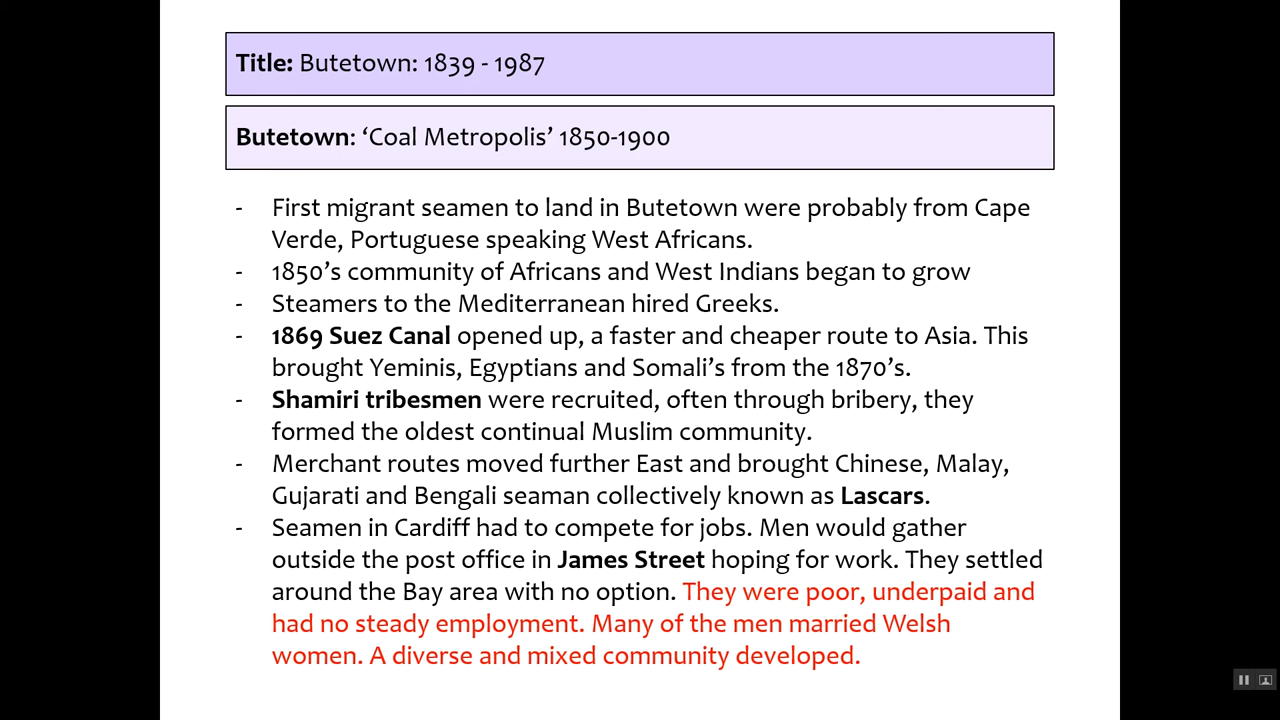 Title: Butetown: 1839 - 1987
Butetown: ‘Coal Metropolis’ 1850-1900
- First migrant seamen to land in Butetown were probably from Cape
Verde, Portuguese speaking West Africans.
- 1850’s community of Africans and West Indians began to grow
- Steamers to the Mediterranean hired Greeks.
- 1869 Suez Canal opened up, a faster and cheaper route to Asia. This
brought Yeminis, Egyptians and Somali’s from the 1870’s.
- Shamiri tribesmen were recruited, often through bribery, they
formed the oldest continual Muslim community.
- Merchant routes moved further East and brought Chinese, Malay,
Gujarati and Bengali seaman collectively known as Lascars.
- Seamen in Cardiff had to compete for jobs. Men would gather
outside the post office in James Street hoping for work. They settled
around the Bay area with no option. They were poor, underpaid and
had no steady employment. Many of the men married Welsh
women. A diverse and mixed community developed.